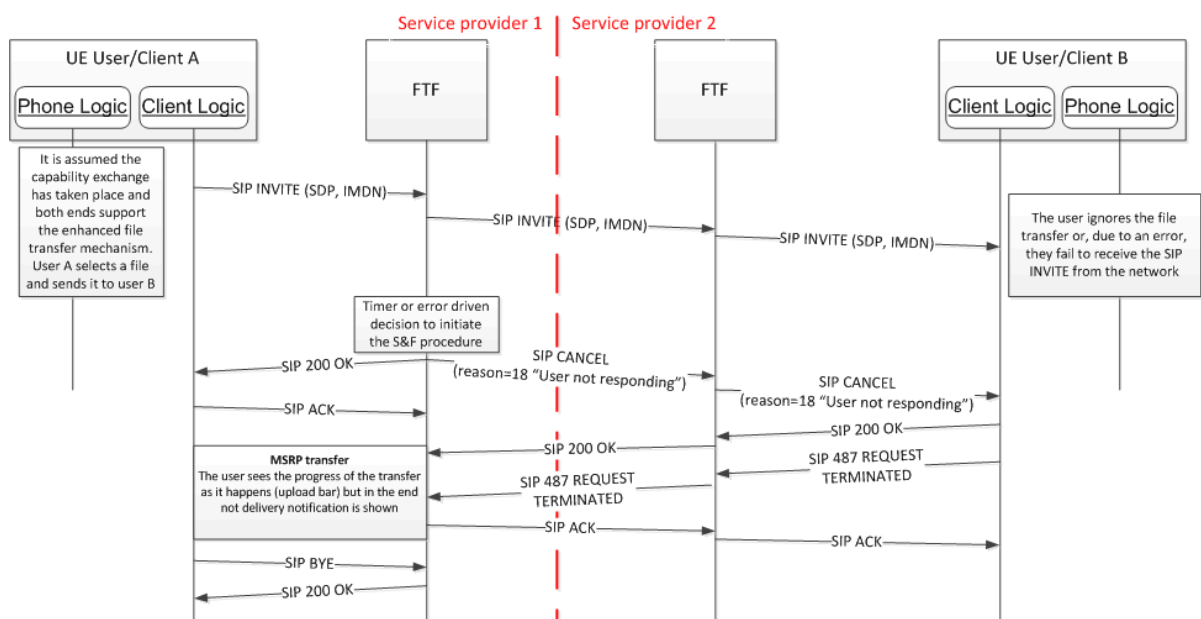 Service provider 1
Service provider 2
UE User/Client A
Phone Logic
Client Logic
FTF
FTF
UE User/Client B
Client Logic
Phone Logic
It is assumed the
capability exchange
has taken place and
both ends support
the enhanced file
transfer mechanism.
User A selects a file
and sends it to user B
SIP INVITE (SDP, IMDN)
SIP INVITE (SDP, IMDN)
SIP INVITE (SDP, IMDN)
The user ignores the file
transfer or, due to an error,
they fail to receive the SIP
INVITE from the network
Timer or error driven
decision to initiate
the S&F procedure
SIP 200 OK
SIP CANCEL
(reason=18 “User not responding”)
SIP CANCEL
(reason=18 “User not responding”)
SIP ACK
SIP 200 OK
SIP 200 OK
MSRP transfer
The user sees the progress of the transfer
as it happens (upload bar) but in the end
not delivery notification is shown
SIP 487 REQUEST
TERMINATED
SIP 487 REQUEST
TERMINATED
SIP ACK
SIP ACK
SIP BYE
SIP 200 OK